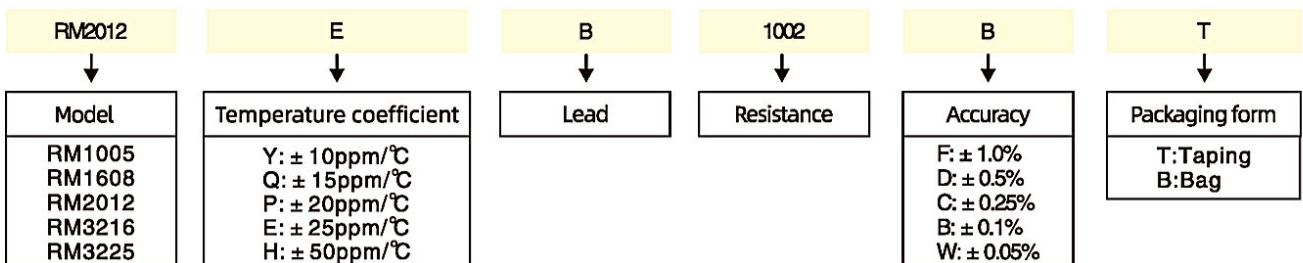 RM2012 E B 1002 B T
Model Temperature coefficient Lead Resistance Accuracy Packaging form
RM1005
RM1608
RM2012
RM3216
RM3225
Y: ± 10ppm/℃
Q: ± 15ppm/℃
P: ± 20ppm/℃
E: ± 25ppm/℃
H: ± 50ppm/℃
F: ± 1.0%
D: ± 0.5%
C: ± 0.25%
B: ± 0.1%
W: ± 0.05%
T:Taping
B:Bag